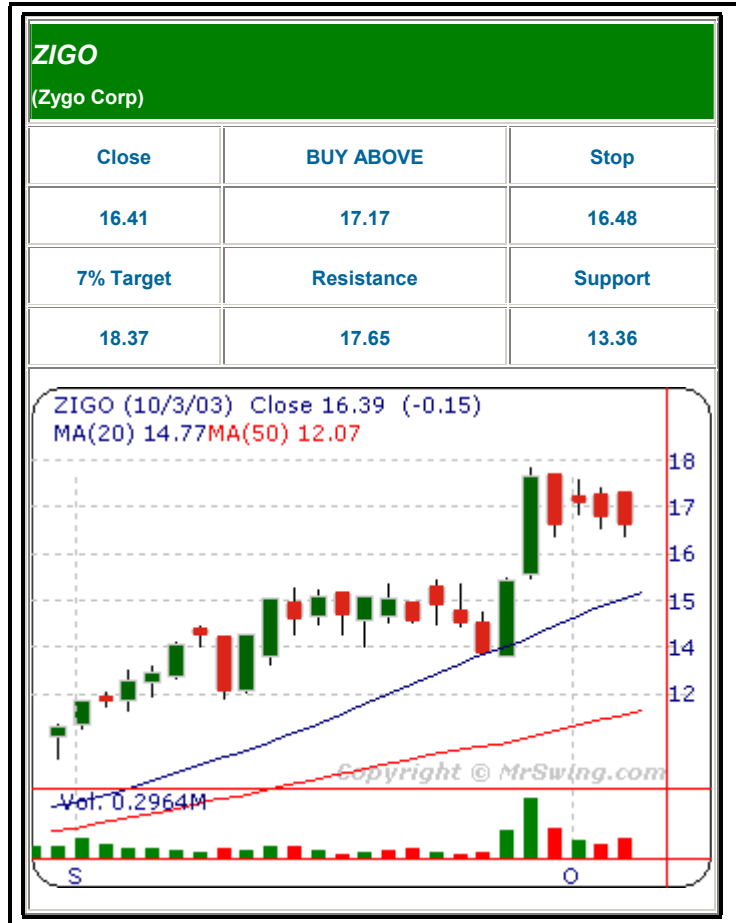 ZIGO
(Zygo Corp)
Close BUY ABOVE Stop
16.41 17.17 16.48
7% Target Resistance Support
18.37 17.65 13.36
ZIGO (10/3/03) Close 16.39 (-0.15)
MA(20) 14.77MA(50) 12.07
18
17
16
15
14
12
Copyright © MrSwing.com
Vol. 0.2964M
S O